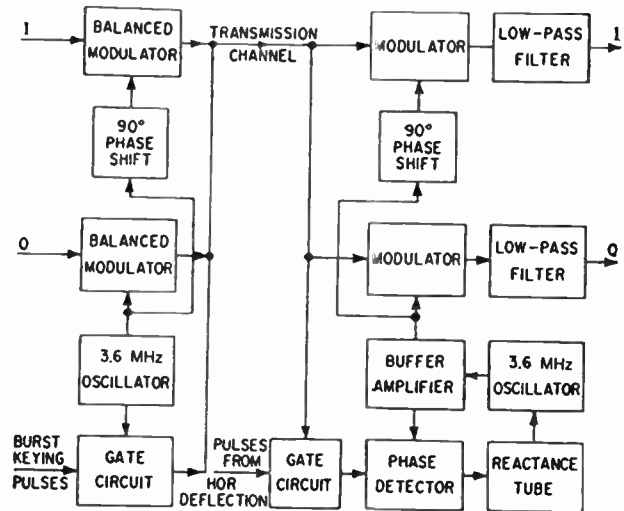 I
BALANCED
MODULATOR
TRANSMISSION
CHANNEL
MODULATOR
LOW-PASS
FILTER
I
90°
PHASE
SHIFT
90°
PHASE
SHIFT
O
BALANCED
MODULATOR
MODULATOR
LOW-PASS
FILTER
Q
3.6 MHz
OSCILLATOR
BUFFER
AMPLIFIER
3.6 MHz
OSCILLATOR
BURST
KEYING
PULSES
GATE
CIRCUIT
PULSES
FROM
HOR
DEFLECTION
GATE
CIRCUIT
PHASE
DETECTOR
REACTANCE
TUBE